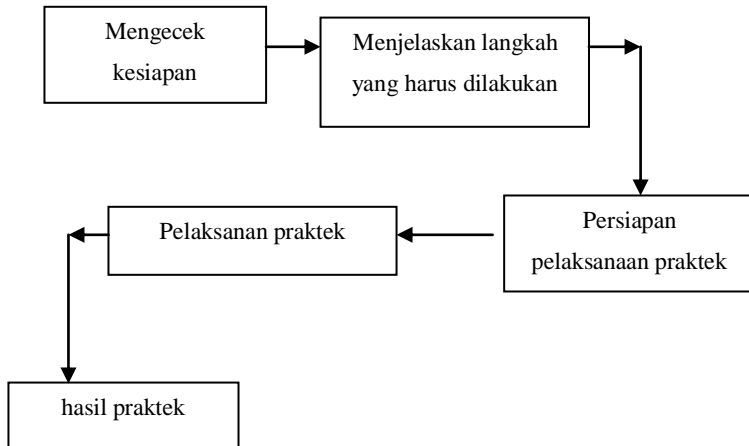 Mengecek
kesiapan
Menjelaskan langkah
yang harus dilakukan
Persiapan
pelaksanaan praktek
Pelaksanan praktek
hasil praktek